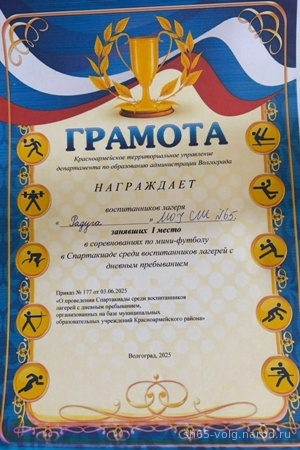 ГРАМОТА
Красноармейское территориальное управление
департамента по образованию администрации Волгограда
НАГРАЖДАЕТ
воспитанников лагеря
« Радуга » МОУ СШ №65,
занявших I место
в соревнованиях по мини-футболу
в Спартакиаде среди воспитанников лагерей с
дневным пребыванием
Приказ № 177 от 03.06.2025
«О проведении Спартакиады среди воспитанников
лагерей с дневным пребыванием,
организованных на базе муниципальных
образовательных учреждений Красноармейского района»
Волгоград, 2025
sh65-volg.narod.ru